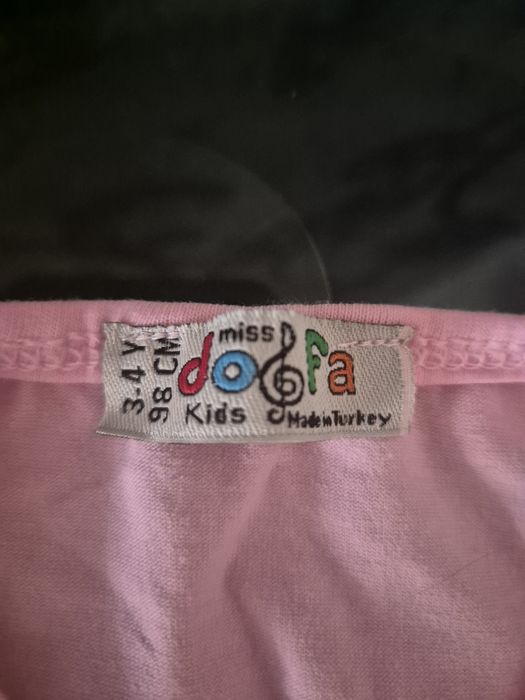 3-4 Y
98 CM
miss
do fa
Kids
Made in Turkey